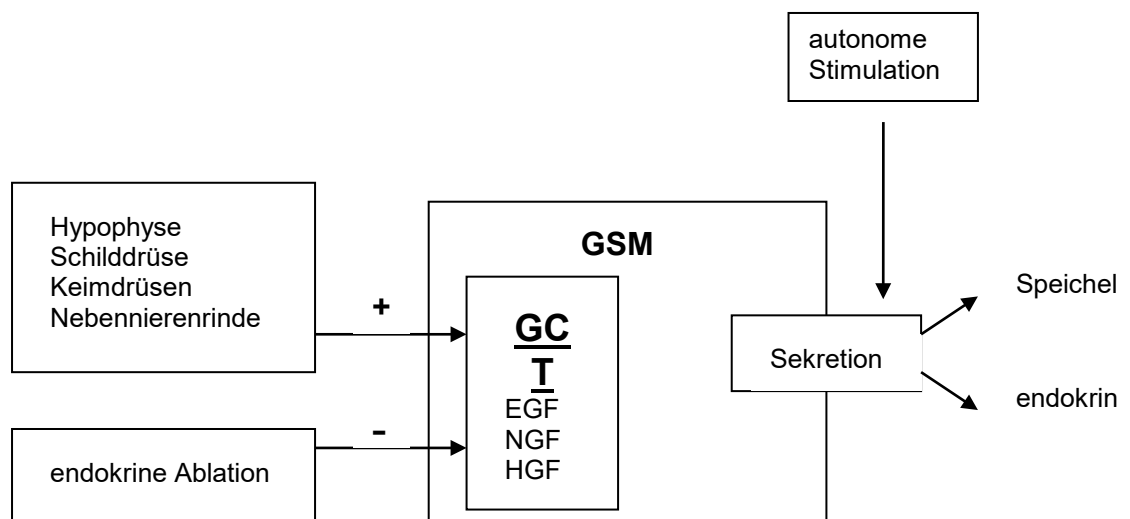 autonome
Stimulation
Hypophyse
Schilddrüse
Keimdrüsen
Nebennierenrinde
+
GSM
GC
T
EGF
NGF
HGF
Sekretion
Speichel
endokrin
-
endokrine Ablation